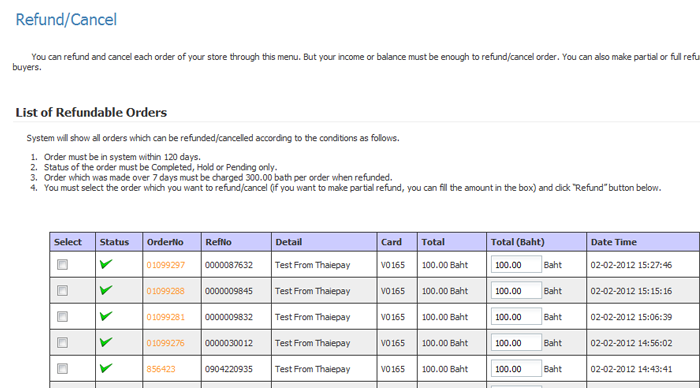 Refund/Cancel
You can refund and cancel each order of your store through this menu. But your income or balance must be enough to refund/cancel order. You can also make partial or full refu
buyers.
List of Refundable Orders
System will show all orders which can be refunded/cancelled according to the conditions as follows.
1. Order must be in system within 120 days.
2. Status of the order must be Completed, Hold or Pending only.
3. Order which was made over 7 days must be charged 300.00 bath per order when refunded.
4. You must select the order which you want to refund/cancel (if you want to make partial refund, you can fill the amount in the box) and click "Refund" button below.
Select Status OrderNo RefNo Detail Card Total Total (Baht) Date Time
01099297 0000087632 Test From Thaiepay V0165 100.00 Baht 100.00 Baht 02-02-2012 15:27:46
01099288 0000009845 Test From Thaiepay V0165 100.00 Baht 100.00 Baht 02-02-2012 15:15:16
01099281 0000009832 Test From Thaiepay V0165 100.00 Baht 100.00 Baht 02-02-2012 15:06:39
01099276 0000030012 Test From Thaiepay V0165 100.00 Baht 100.00 Baht 02-02-2012 14:56:02
856423 0904220935 Test From Thaiepay V0165 100.00 Baht 100.00 Baht 02-02-2012 14:43:41